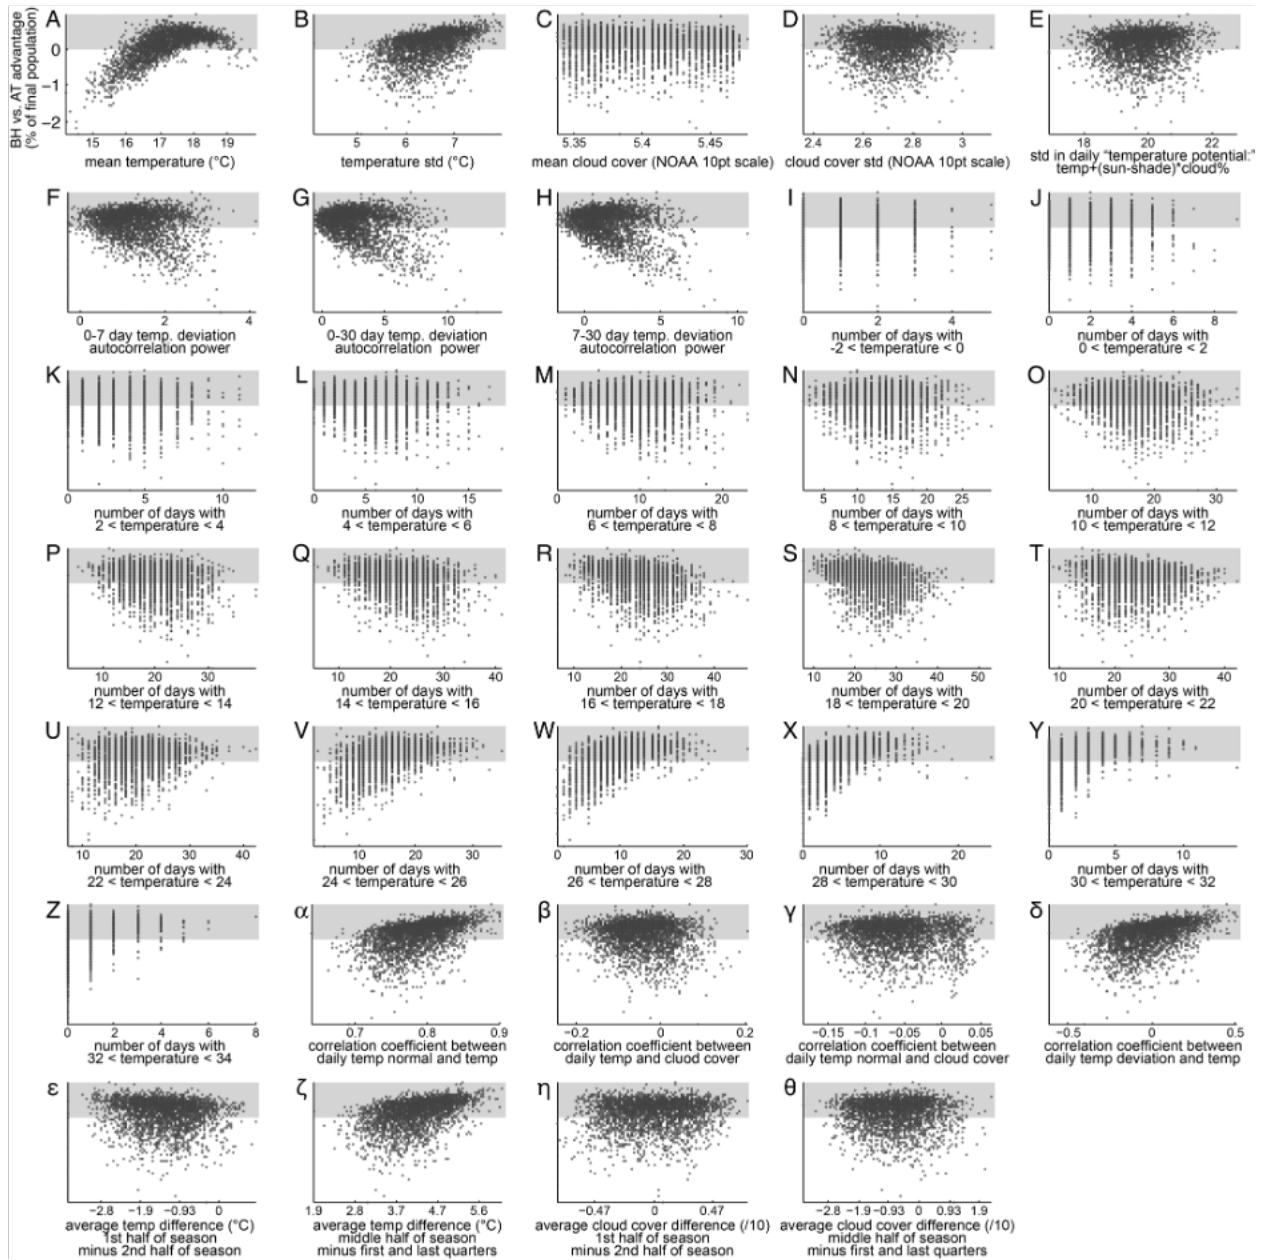 A
B
C
D
E
BH vs. AT advantage
(% of final population)
0
−1
−2
15 16 17 18 19
mean temperature (°C)
5 6 7
temperature std (°C)
5.35 5.4 5.45
mean cloud cover (NOAA 10pt scale)
2.4 2.6 2.8 3
cloud cover std (NOAA 10pt scale)
18 20 22
std in daily “temperature potential:”
temp+(sun-shade)*cloud%
F
G
H
I
J
0 2 4
0-7 day temp. deviation
autocorrelation power
0 5 10
0-30 day temp. deviation
autocorrelation power
0 5 10
7-30 day temp. deviation
autocorrelation power
0 2 4
number of days with
-2 < temperature < 0
0 2 4 6 8
number of days with
0 < temperature < 2
K
L
M
N
O
0 5 10
number of days with
2 < temperature < 4
0 5 10 15
number of days with
4 < temperature < 6
0 10 20
number of days with
6 < temperature < 8
5 10 15 20 25
number of days with
8 < temperature < 10
10 20 30
number of days with
10 < temperature < 12
P
Q
R
S
T
10 20 30
number of days with
12 < temperature < 14
10 20 30 40
number of days with
14 < temperature < 16
10 20 30 40
number of days with
16 < temperature < 18
10 20 30 40 50
number of days with
18 < temperature < 20
10 20 30 40
number of days with
20 < temperature < 22
U
V
W
X
Y
10 20 30 40
number of days with
22 < temperature < 24
10 20 30
number of days with
24 < temperature < 26
0 10 20 30
number of days with
26 < temperature < 28
0 10 20
number of days with
28 < temperature < 30
0 5 10
number of days with
30 < temperature < 32
Z
α
β
γ
δ
0 2 4 6 8
number of days with
32 < temperature < 34
0.7 0.8 0.9
correlation coefficient between
daily temp normal and temp
−0.2 0 0.2
correlation coefficient between
daily temp and cluod cover
−0.15 −0.1 −0.05 0 0.05
correlation coefficient between
daily temp normal and cloud cover
−0.5 0 0.5
correlation coefficient between
daily temp deviation and temp
ε
ζ
η
θ
−2.8 −1.9 −0.93 0
average temp difference (°C)
1st half of season
minus 2nd half of season
1.9 2.8 3.7 4.7 5.6
average temp difference (°C)
middle half of season
minus first and last quarters
−0.47 0 0.47
average cloud cover difference (/10)
1st half of season
minus 2nd half of season
−2.8 −1.9 −0.93 0 0.93 1.9
average cloud cover difference (/10)
middle half of season
minus first and last quarters